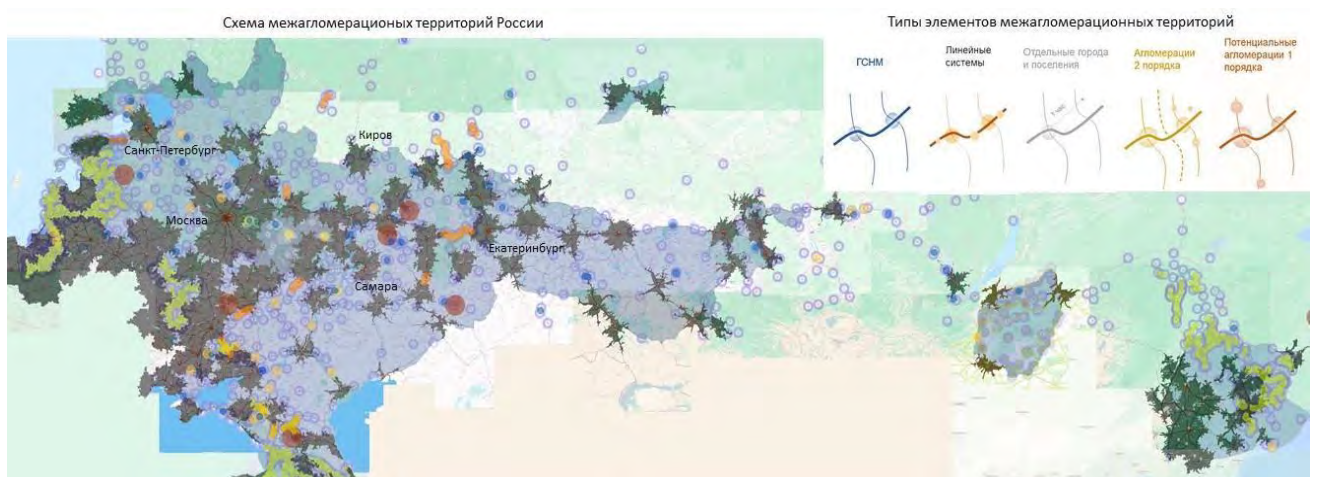 Схема межагломерационых территорий России
Типы элементов межагломерационных территорий
ГСНМ
Линейные
системы
Отдельные города
и поселения
Агломерации
2 порядка
Потенциальные
агломерации 1
порядка
Киров
Санкт-Петербург
Москва
Екатеринбург
Самара